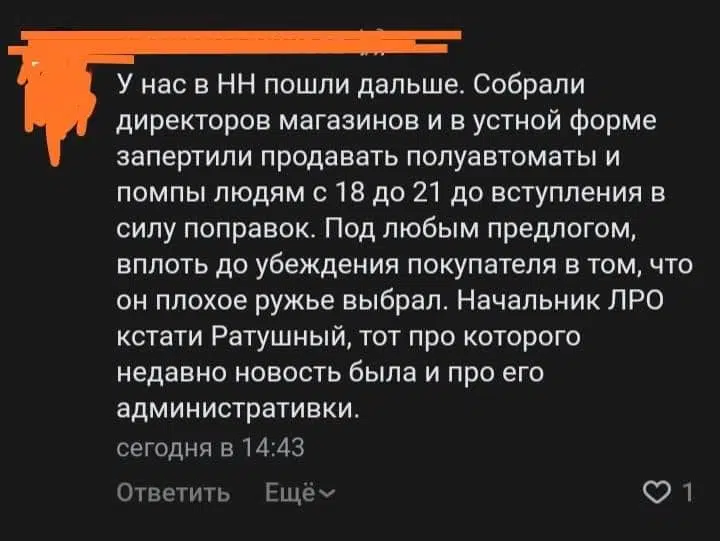 У нас в НН пошли дальше. Собрали
директоров магазинов и в устной форме
запертили продавать полуавтоматы и
помпы людям с 18 до 21 до вступления в
силу поправок. Под любым предлогом,
вплоть до убеждения покупателя в том, что
он плохое ружье выбрал. Начальник ЛРО
кстати Ратушный, тот про которого
недавно новость была и про его
административки.
сегодня в 14:43
Ответить Ещё
1